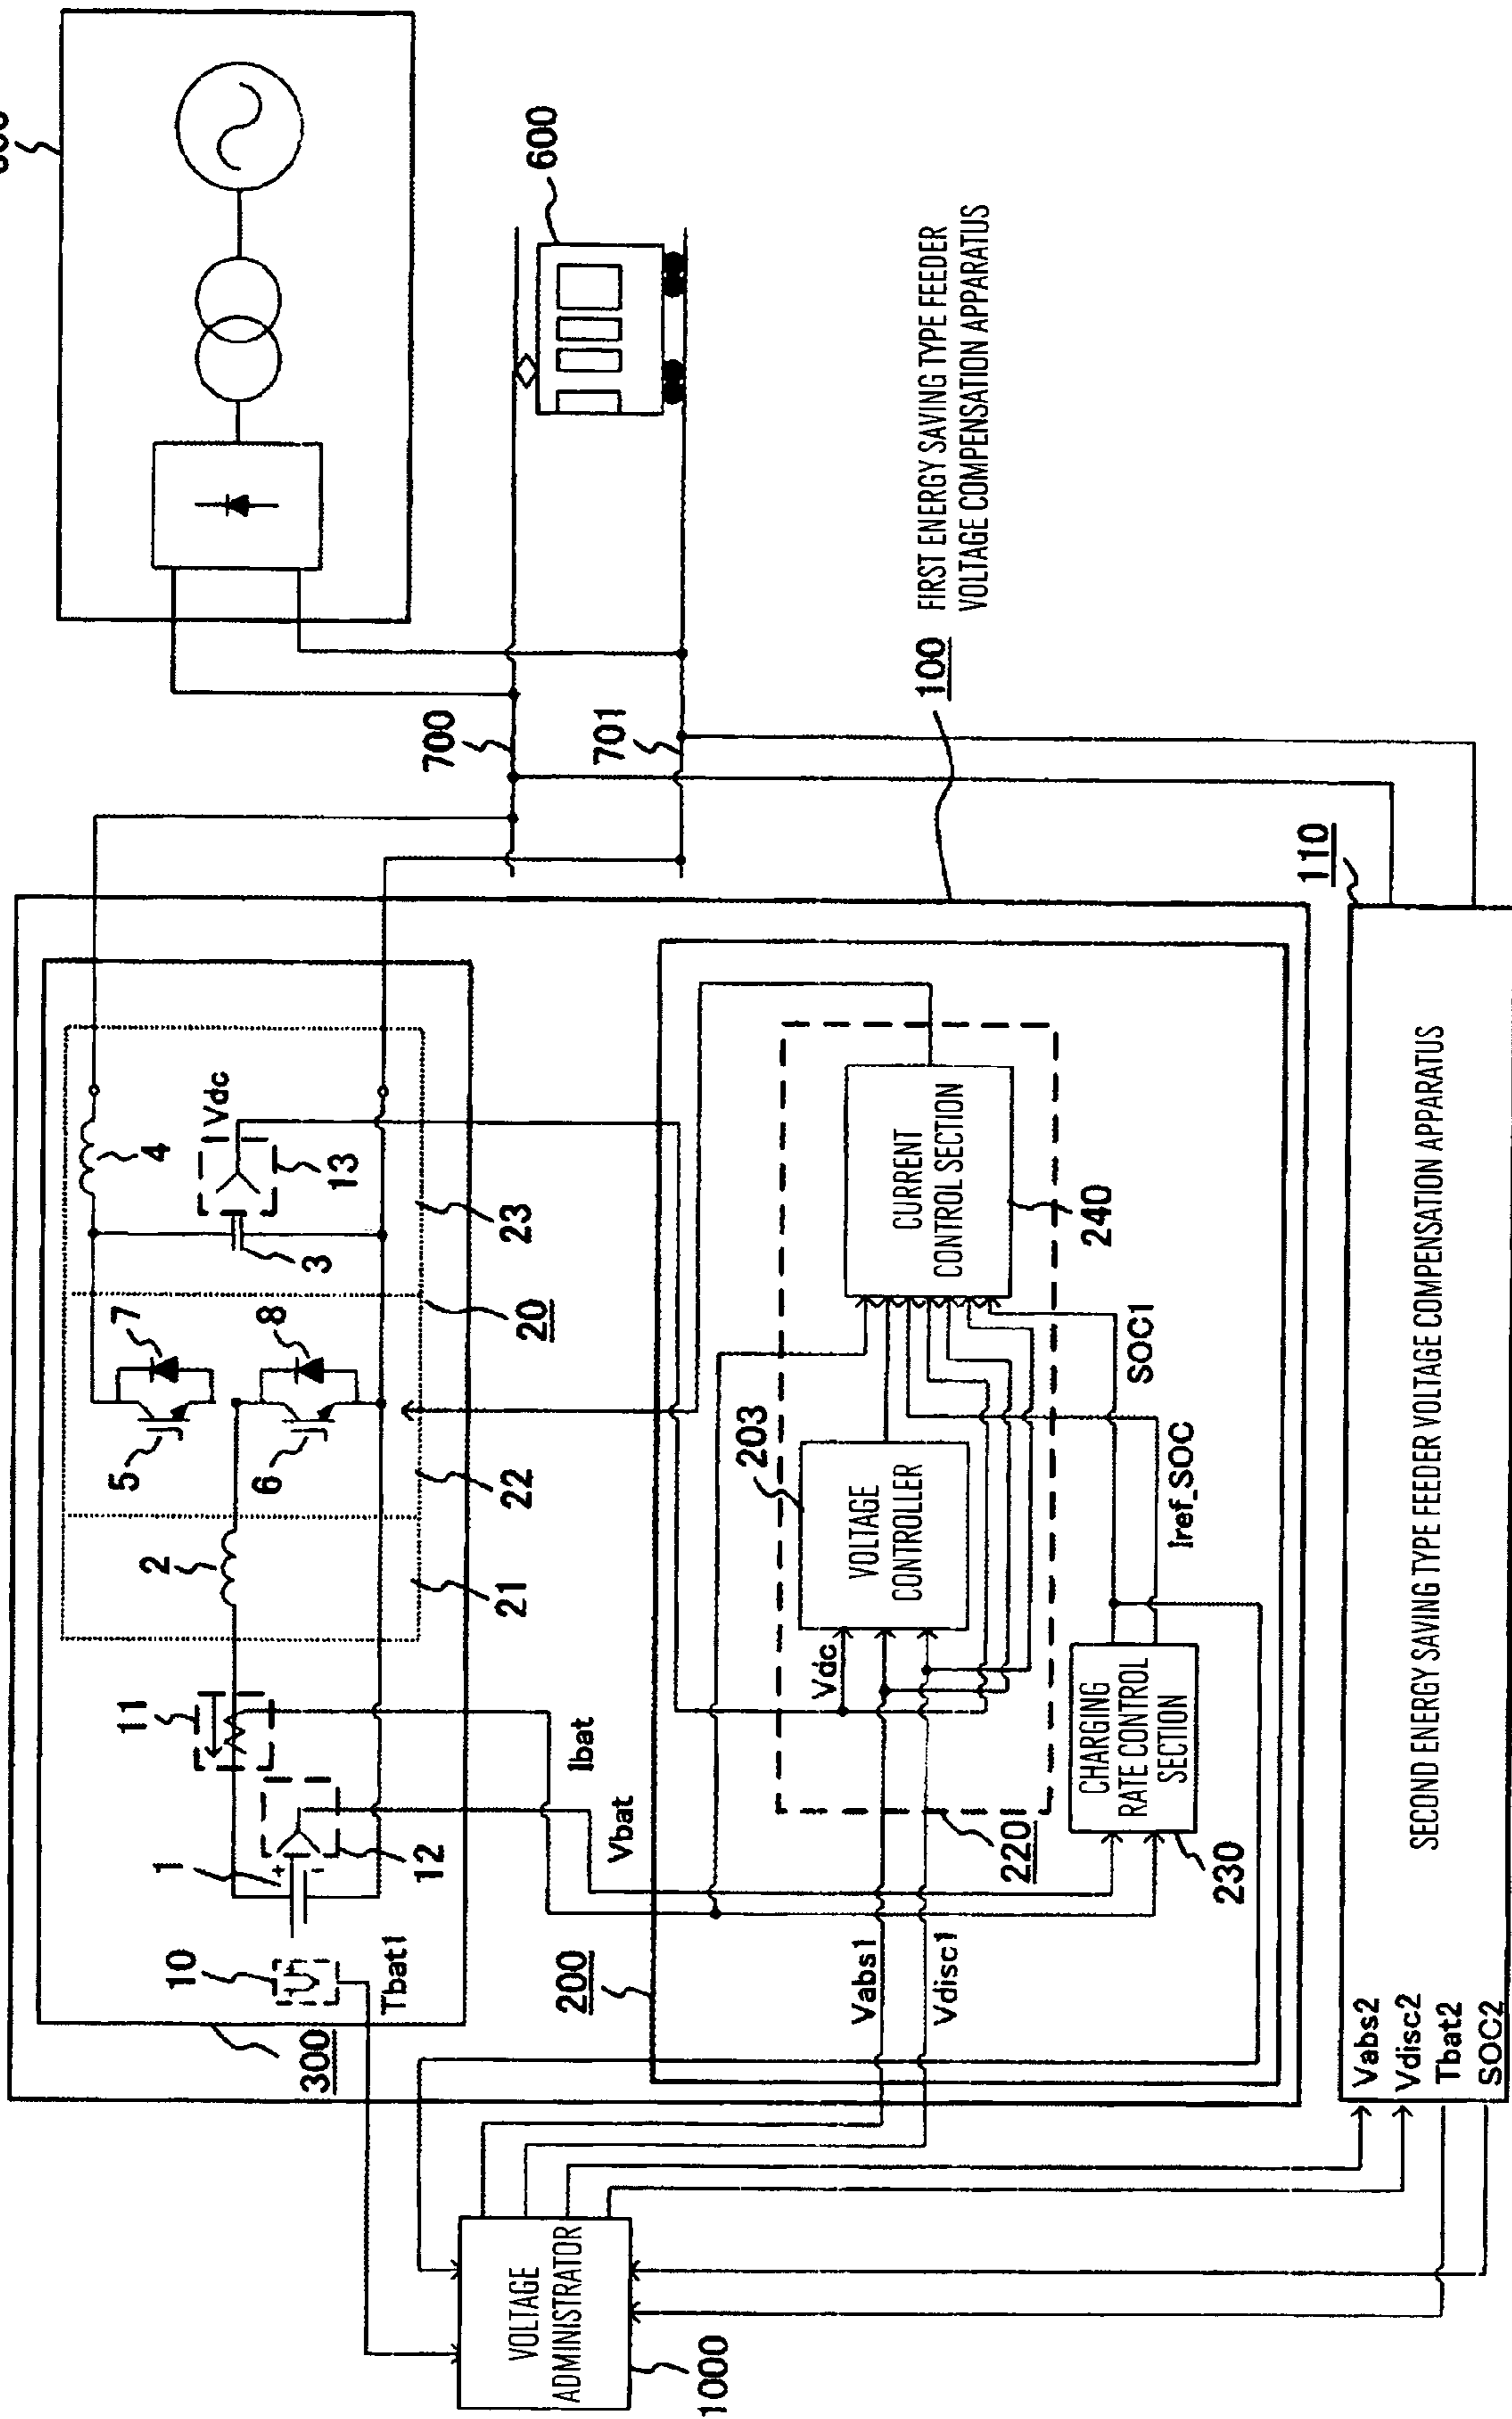 600
700
701
100
FIRST ENERGY SAVING TYPE FEEDER
VOLTAGE COMPENSATION APPARATUS
110
300
10
Tbat1
1
+
-
12
11
Vbat
Ibat
2
21
5
6
7
8
22
20
3
4
13
Vdc
23
200
Vabs1
Vdisc1
220
Vdc
203
VOLTAGE
CONTROLLER
CURRENT
CONTROL SECTION
240
CHARGING
RATE CONTROL
SECTION
230
Iref_SOC
SOC1
VOLTAGE
ADMINISTRATOR
1000
Vabs2
Vdisc2
Tbat2
SOC2
SECOND ENERGY SAVING TYPE FEEDER VOLTAGE COMPENSATION APPARATUS